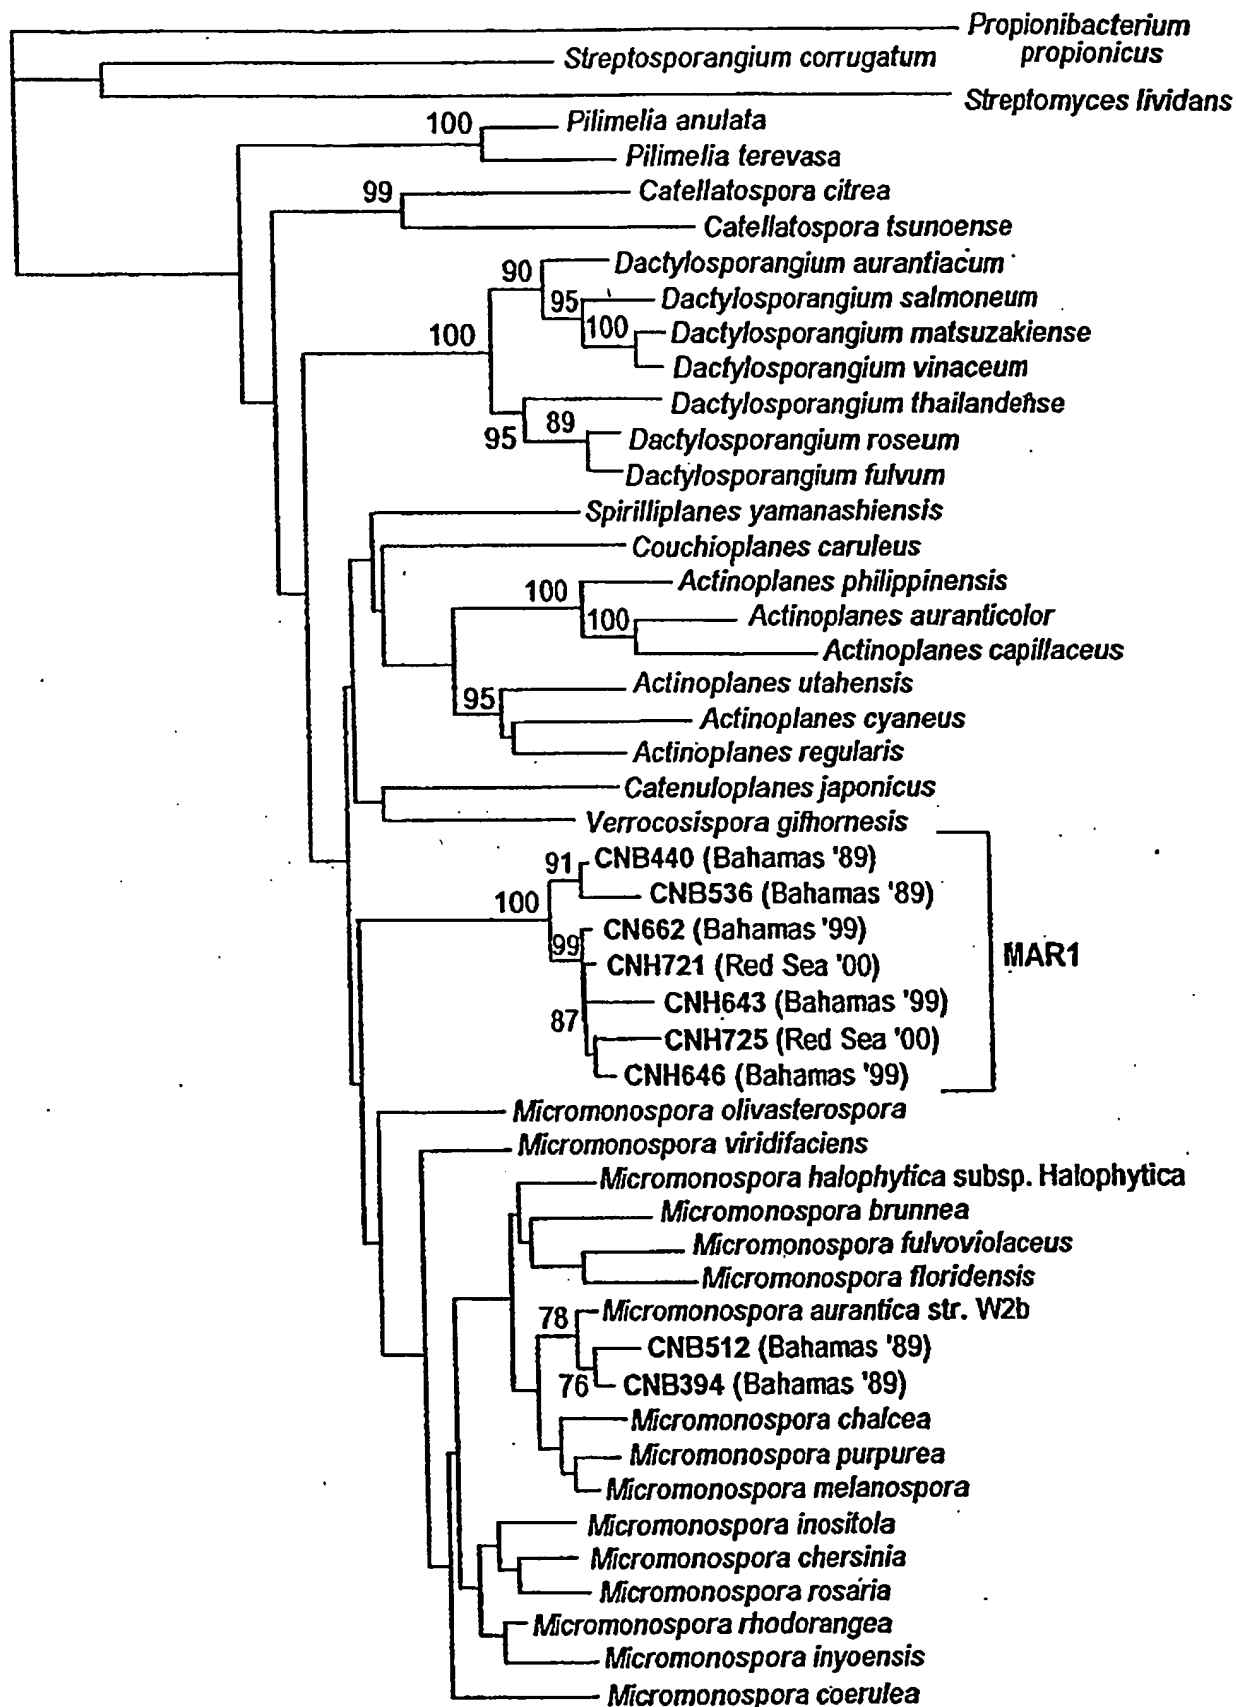 Propionibacterium
propionicus
Streptosporangium corrugatum
Streptomyces lividans
100
Pilimelia anulata
Pilimelia terevasa
99
Catellatospora citrea
Catellatospora tsunoense
Dactylosporangium aurantiacum
90
Dactylosporangium salmoneum
95
Dactylosporangium matsuzakiense
100
100
Dactylosporangium vinaceum
Dactylosporangium thailandense
95
89
Dactylosporangium roseum
Dactylosporangium fulvum
Spirilliplanes yamanashiensis
Couchioplanes caruleus
Actinoplanes philippinensis
100
Actinoplanes auranticolor
100
Actinoplanes capillaceus
Actinoplanes utahensis
95
Actinoplanes cyaneus
Actinoplanes regularis
Catenuloplanes japonicus
Verrocosispora gifhornesis
91
CNB440 (Bahamas '89)
CNB536 (Bahamas '89)
100
CN662 (Bahamas '99)
99
MAR1
CNH721 (Red Sea '00)
CNH643 (Bahamas '99)
87
CNH725 (Red Sea '00)
CNH646 (Bahamas '99)
Micromonospora olivasterospora
Micromonospora viridifaciens
Micromonospora halophytica subsp. Halophytica
Micromonospora brunnea
Micromonospora fulvoviolaceus
Micromonospora floridensis
78
Micromonospora aurantica str. W2b
CNB512 (Bahamas '89)
76
CNB394 (Bahamas '89)
Micromonospora chalcea
Micromonospora purpurea
Micromonospora melanospora
Micromonospora inositola
Micromonospora chersinia
Micromonospora rosaria
Micromonospora rhodorangea
Micromonospora inyoensis
Micromonospora coerulea